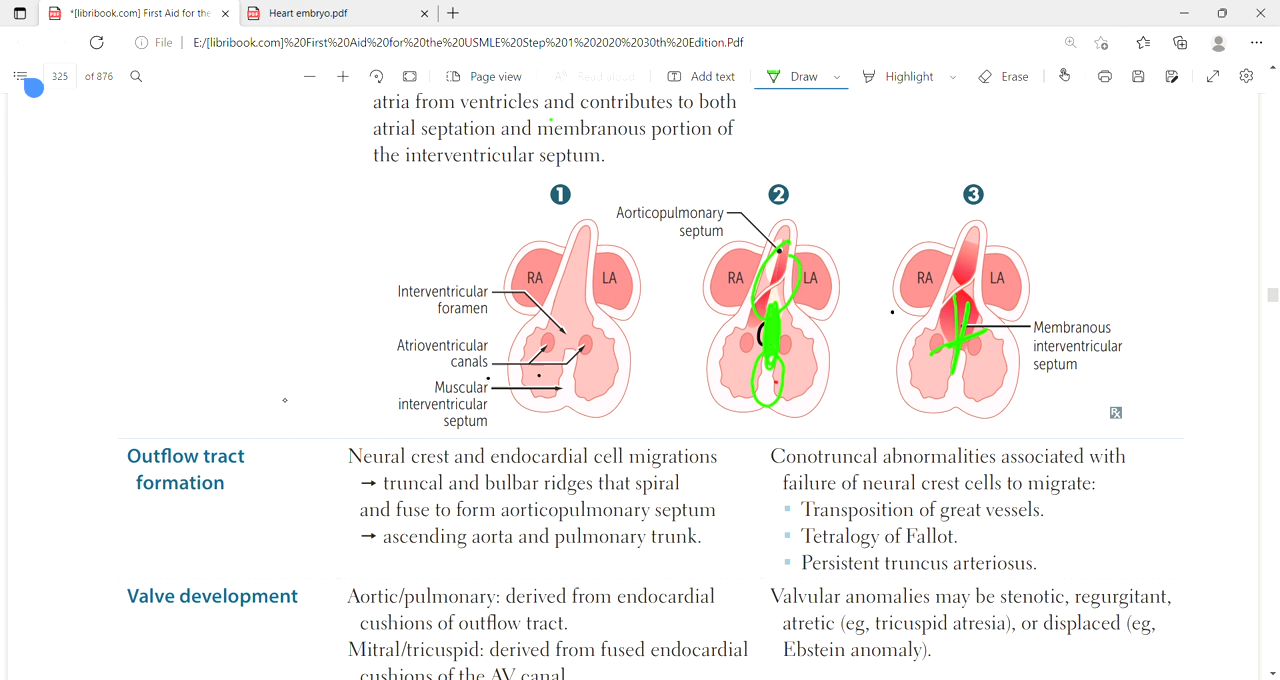 *[libribook.com] First Aid for the
Heart embryo.pdf
File
E:/[libribook.com]%20First%20Aid%20for%20the%20USMLE%20Step%201%202020%2030th%20Edition.Pdf
325 of 876
Page view
Read aloud
Add text
Draw
Highlight
Erase
atria from ventricles and contributes to both
atrial septation and membranous portion of
the interventricular septum.
1
2
3
Aorticopulmonary
septum
RA LA
RA LA
RA LA
Interventricular
foramen
Atrioventricular
canals
Muscular
interventricular
septum
Membranous
interventricular
septum
Rx
Outflow tract
formation
Neural crest and endocardial cell migrations
→ truncal and bulbar ridges that spiral
and fuse to form aorticopulmonary septum
→ ascending aorta and pulmonary trunk.
Conotruncal abnormalities associated with
failure of neural crest cells to migrate:
▪ Transposition of great vessels.
▪ Tetralogy of Fallot.
▪ Persistent truncus arteriosus.
Valve development
Aortic/pulmonary: derived from endocardial
cushions of outflow tract.
Mitral/tricuspid: derived from fused endocardial
cushions of the AV canal
Valvular anomalies may be stenotic, regurgitant,
atretic (eg, tricuspid atresia), or displaced (eg,
Ebstein anomaly).